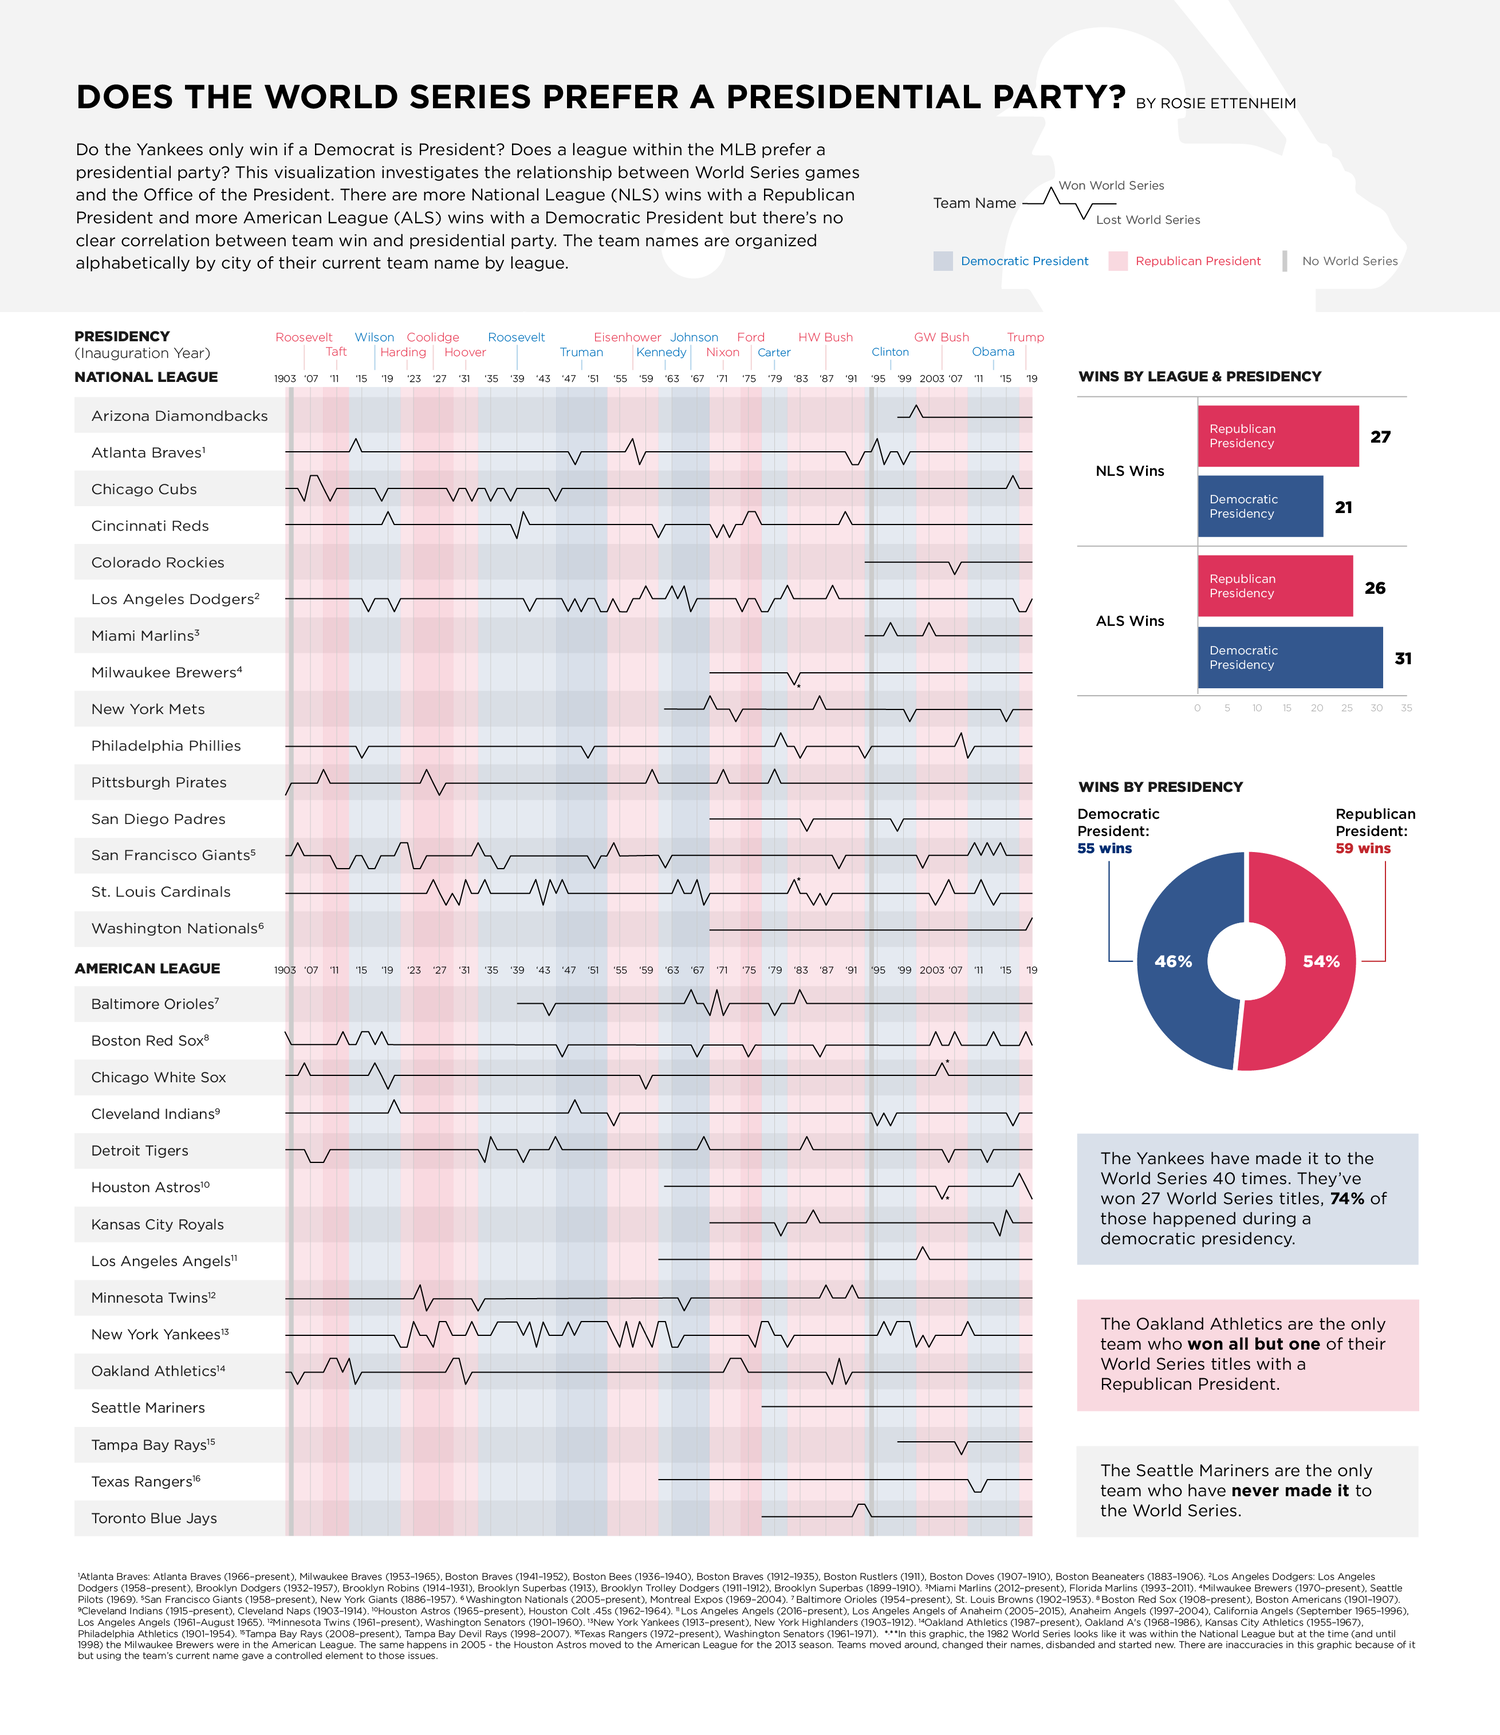 DOES THE WORLD SERIES PREFER A PRESIDENTIAL PARTY? BY ROSIE ETTENHEIM
Do the Yankees only win if a Democrat is President? Does a league within the MLB prefer a
presidential party? This visualization investigates the relationship between World Series games
and the Office of the President. There are more National League (NLS) wins with a Republican
President and more American League (ALS) wins with a Democratic President but there's no
clear correlation between team win and presidential party. The team names are organized
alphabetically by city of their current team name by league.
Won World Series
Team Name
Lost World Series
Democratic President Republican President No World Series
PRESIDENCY
(Inauguration Year)
Roosevelt Wilson Coolidge Roosevelt Eisenhower Johnson Ford HW Bush GW Bush Trump
Taft Harding Hoover Truman Kennedy Nixon Carter Clinton Obama
NATIONAL LEAGUE 1903 '07 '11 '15 '19 '23 '27 '31 '35 '39 '43 '47 '51 '55 '59 '63 '67 '71 '75 '79 '83 '87 '91 '95 '99 2003 '07 '11 '15 '19
Arizona Diamondbacks
Atlanta Braves¹
Chicago Cubs
Cincinnati Reds
Colorado Rockies
Los Angeles Dodgers²
Miami Marlins³
Milwaukee Brewers⁴
*
New York Mets
Philadelphia Phillies
Pittsburgh Pirates
San Diego Padres
San Francisco Giants⁵
St. Louis Cardinals
*
Washington Nationals⁶
AMERICAN LEAGUE 1903 '07 '11 '15 '19 '23 '27 '31 '35 '39 '43 '47 '51 '55 '59 '63 '67 '71 '75 '79 '83 '87 '91 '95 '99 2003 '07 '11 '15 '19
Baltimore Orioles⁷
Boston Red Sox⁸
Chicago White Sox
*
Cleveland Indians⁹
Detroit Tigers
Houston Astros¹⁰
*
Kansas City Royals
Los Angeles Angels¹¹
Minnesota Twins¹²
New York Yankees¹³
Oakland Athletics¹⁴
Seattle Mariners
Tampa Bay Rays¹⁵
Texas Rangers¹⁶
Toronto Blue Jays
WINS BY LEAGUE & PRESIDENCY
NLS Wins
Republican
Presidency
27
Democratic
Presidency
21
ALS Wins
Republican
Presidency
26
Democratic
Presidency
31
0 5 10 15 20 25 30 35
WINS BY PRESIDENCY
Democratic
President:
55 wins
Republican
President:
59 wins
46% 54%
The Yankees have made it to the
World Series 40 times. They've
won 27 World Series titles, 74% of
those happened during a
democratic presidency.
The Oakland Athletics are the only
team who won all but one of their
World Series titles with a
Republican President.
The Seattle Mariners are the only
team who have never made it to
the World Series.
¹Atlanta Braves: Atlanta Braves (1966–present), Milwaukee Braves (1953–1965), Boston Braves (1941–1952), Boston Bees (1936–1940), Boston Braves (1912–1935), Boston Rustlers (1911), Boston Doves (1907–1910), Boston Beaneaters (1883–1906). ²Los Angeles Dodgers: Los Angeles
Dodgers (1958–present), Brooklyn Dodgers (1932–1957), Brooklyn Robins (1914–1931), Brooklyn Superbas (1913), Brooklyn Trolley Dodgers (1911–1912), Brooklyn Superbas (1899–1910). ³Miami Marlins (2012–present), Florida Marlins (1993–2011). ⁴Milwaukee Brewers (1970–present), Seattle
Pilots (1969). ⁵San Francisco Giants (1958–present), New York Giants (1886–1957). ⁶Washington Nationals (2005–present), Montreal Expos (1969–2004). ⁷Baltimore Orioles (1954–present), St. Louis Browns (1902–1953). ⁸Boston Red Sox (1908–present), Boston Americans (1901–1907).
⁹Cleveland Indians (1915–present), Cleveland Naps (1903–1914). ¹⁰Houston Astros (1965–present), Houston Colt .45s (1962–1964). ¹¹Los Angeles Angels (2016–present), Los Angeles Angels of Anaheim (2005–2015), Anaheim Angels (1997–2004), California Angels (September 1965–1996),
Los Angeles Angels (1961–August 1965). ¹²Minnesota Twins (1961–present), Washington Senators (1901–1960). ¹³New York Yankees (1913–present), New York Highlanders (1903–1912). ¹⁴Oakland Athletics (1987–present), Oakland A's (1968–1986), Kansas City Athletics (1955–1967),
Philadelphia Athletics (1901–1954). ¹⁵Tampa Bay Rays (2008–present), Tampa Bay Devil Rays (1998–2007). ¹⁶Texas Rangers (1972–present), Washington Senators (1961–1971). *·**In this graphic, the 1982 World Series looks like it was within the National League but at the time (and until
1998) the Milwaukee Brewers were in the American League. The same happens in 2005 - the Houston Astros moved to the American League for the 2013 season. Teams moved around, changed their names, disbanded and started new. There are inaccuracies in this graphic because of it
but using the team's current name gave a controlled element to those issues.